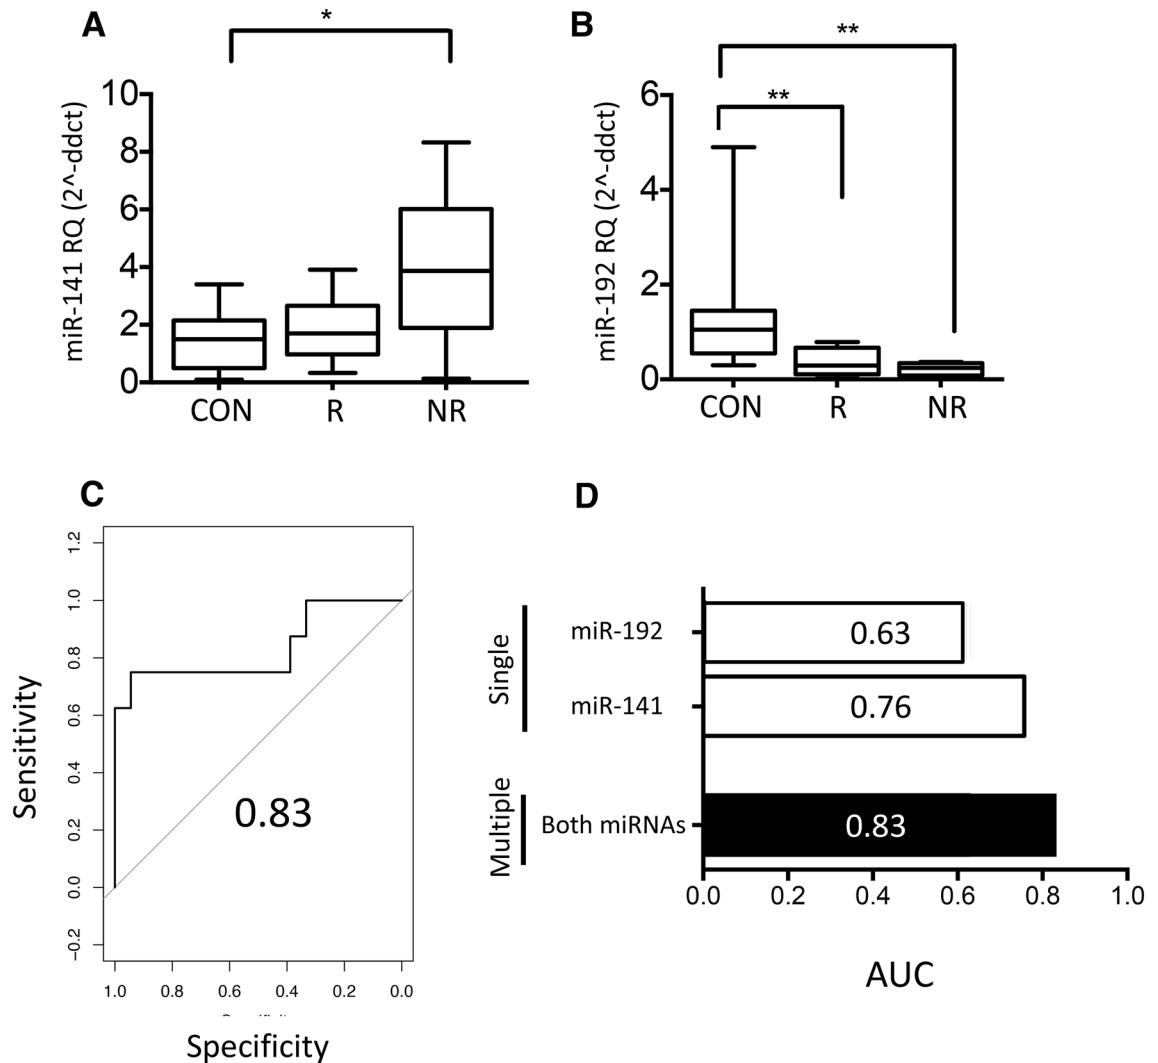 A
*
miR-141 RQ (2^-ddct)
10
8
6
4
2
0
CON R NR
B
**
**
miR-192 RQ (2^-ddct)
6
4
2
0
CON R NR
C
Sensitivity
1.2
1.0
0.8
0.6
0.4
0.2
0.0
−0.2
0.83
1.0 0.8 0.6 0.4 0.2 0.0
Specificity
D
Single
miR-192
0.63
miR-141
0.76
Multiple
Both miRNAs
0.83
0.0 0.2 0.4 0.6 0.8 1.0
AUC